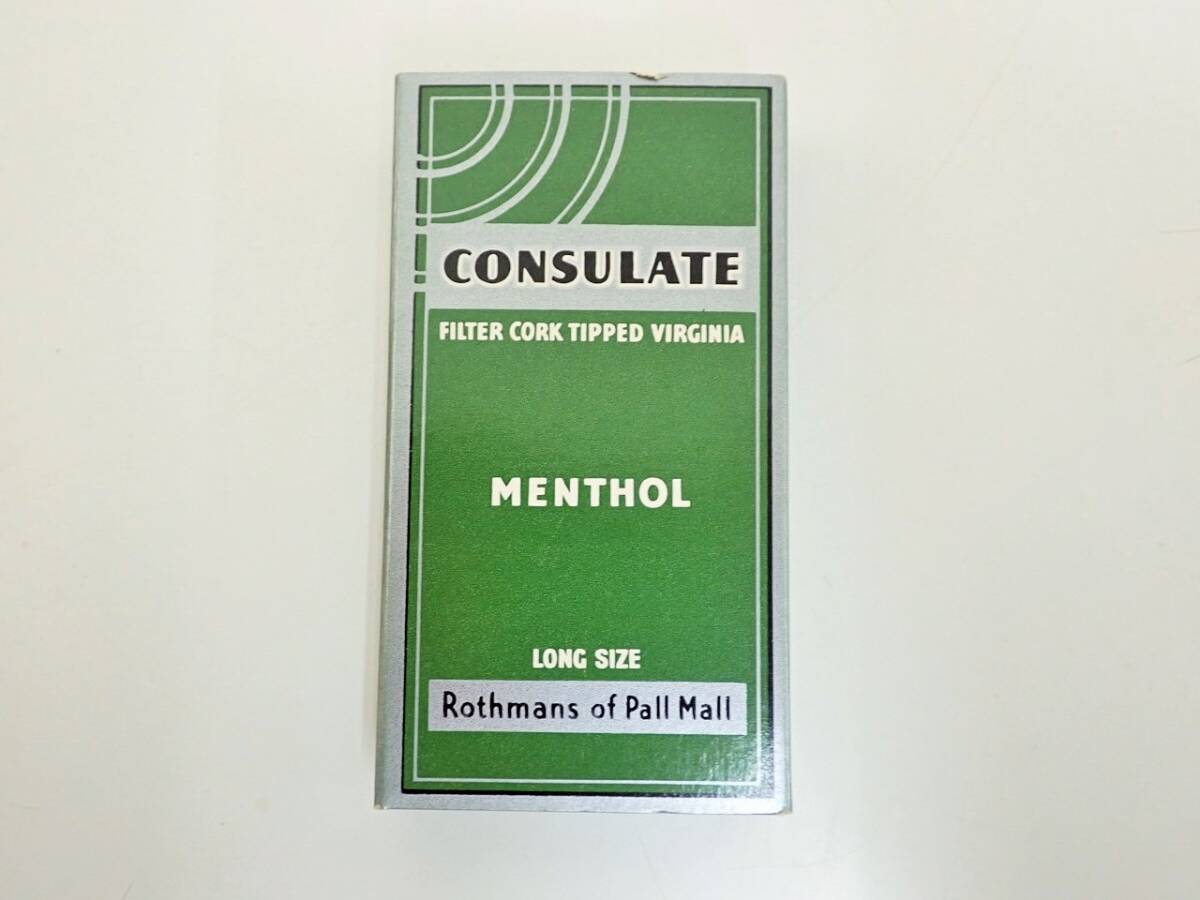 CONSULATE
FILTER CORK TIPPED VIRGINIA
MENTHOL
LONG SIZE
Rothmans of Pall Mall